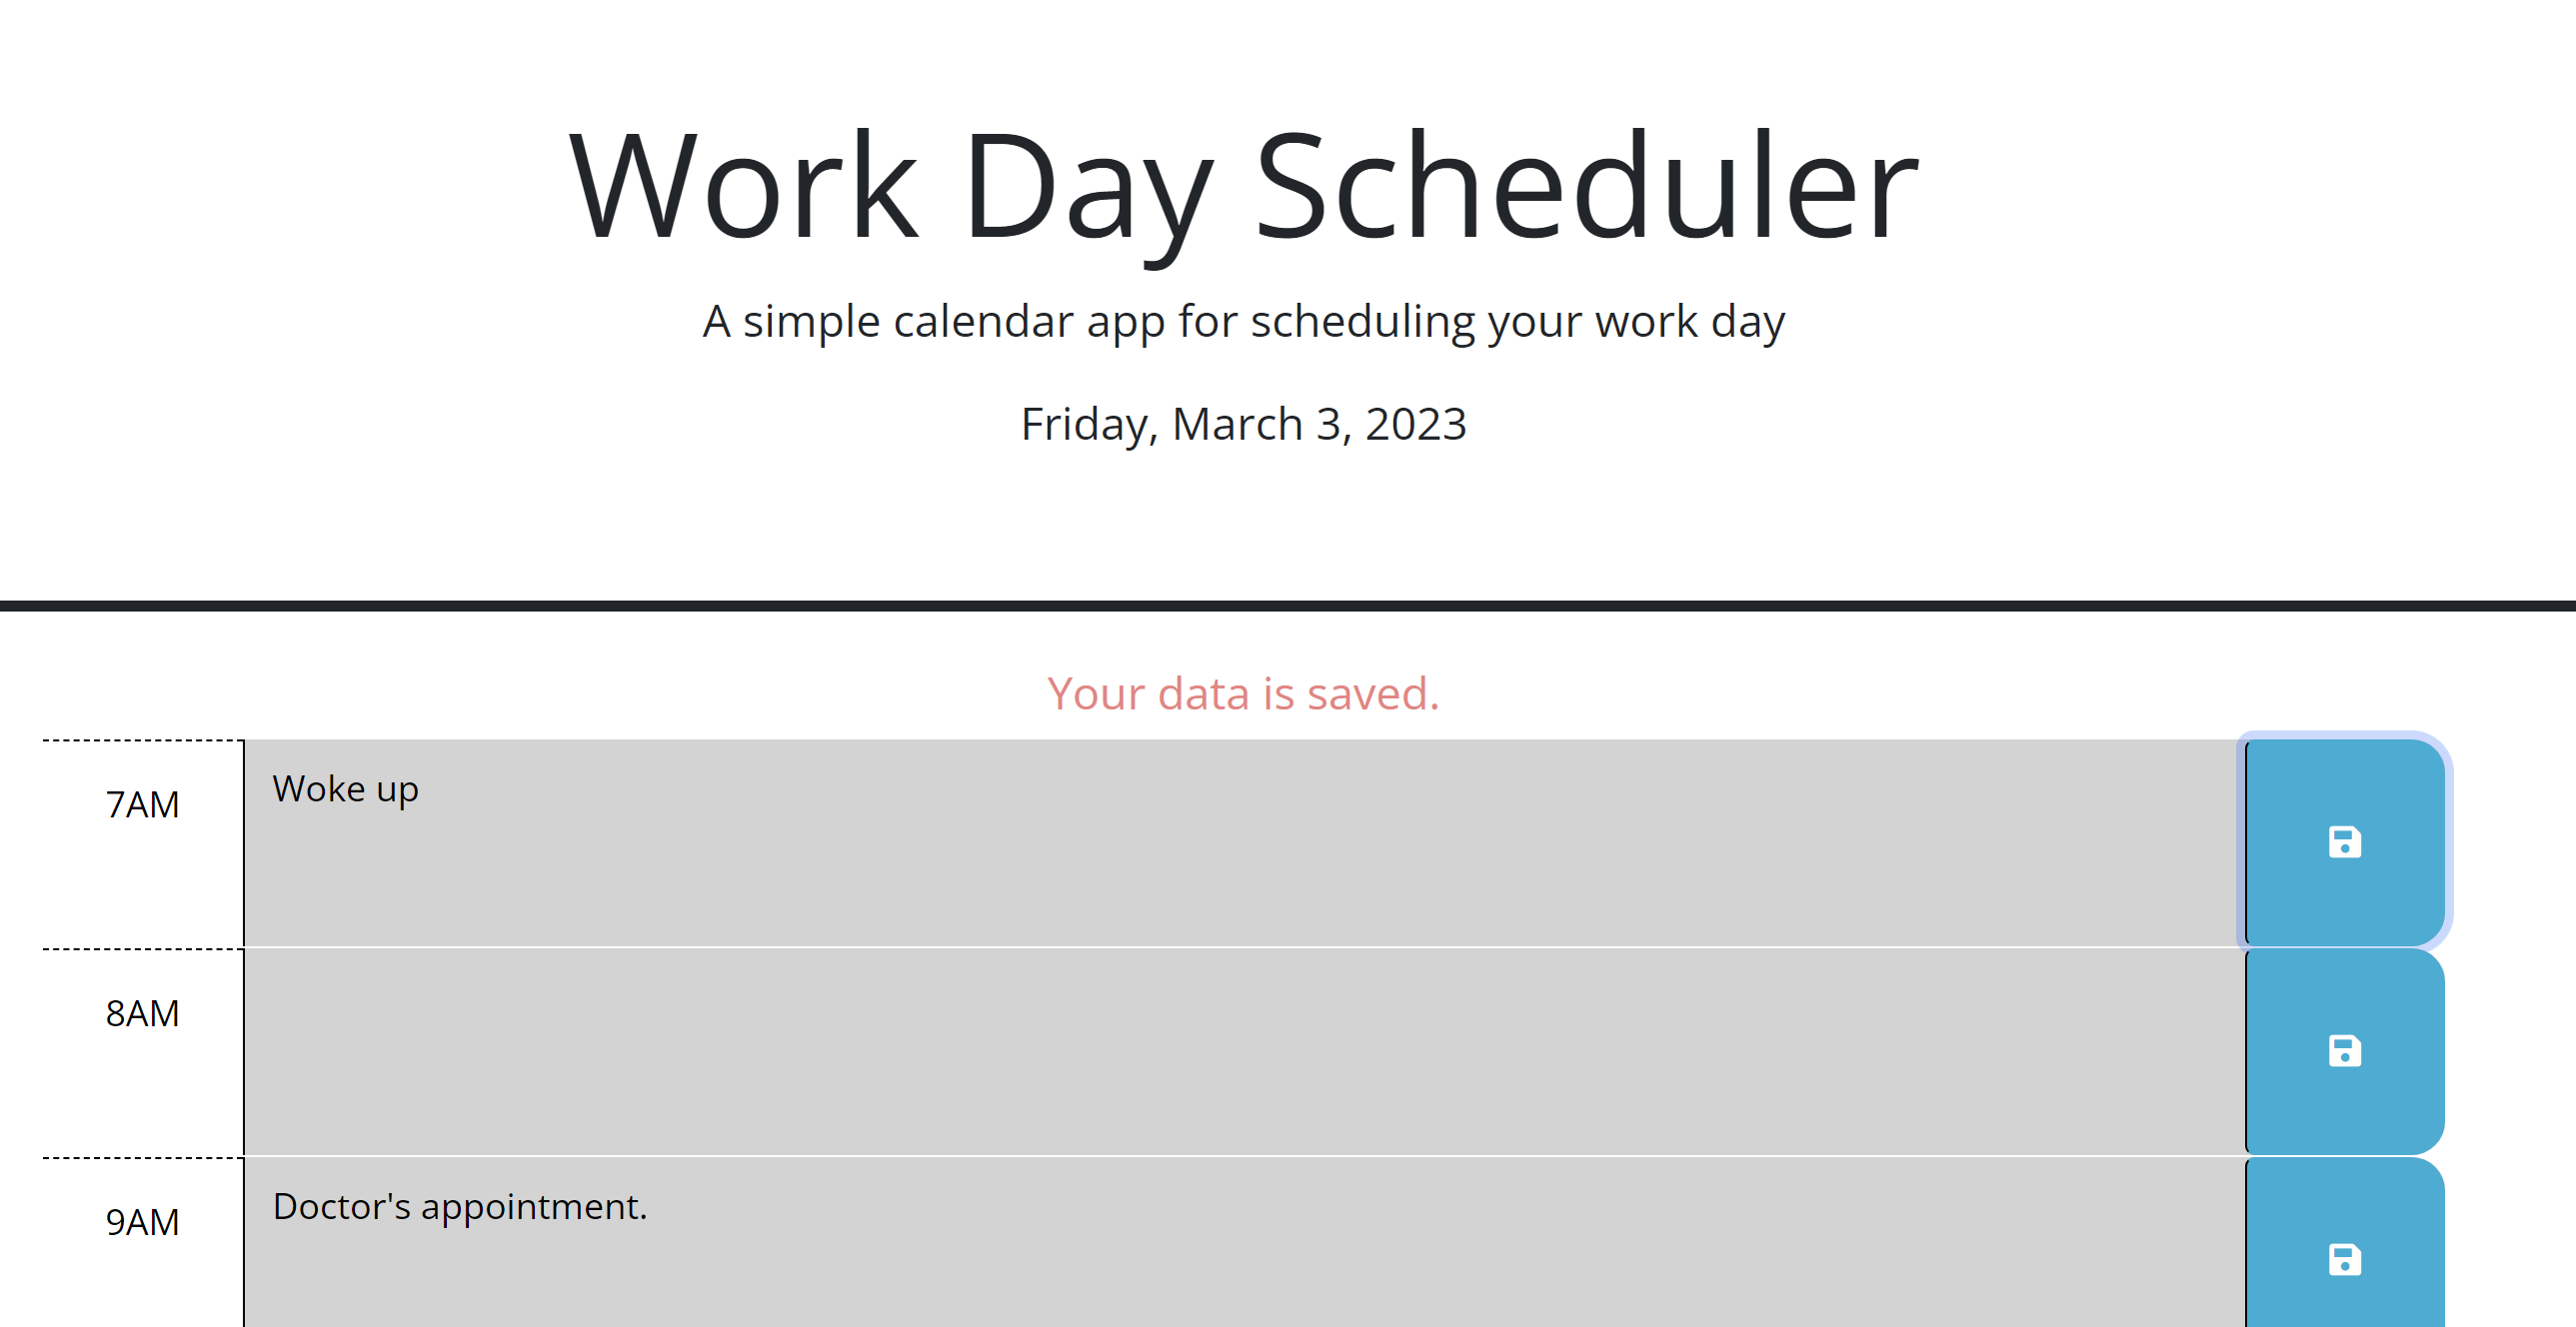 Work Day Scheduler
A simple calendar app for scheduling your work day
Friday, March 3, 2023
Your data is saved.
7AM
Woke up
8AM
9AM
Doctor's appointment.